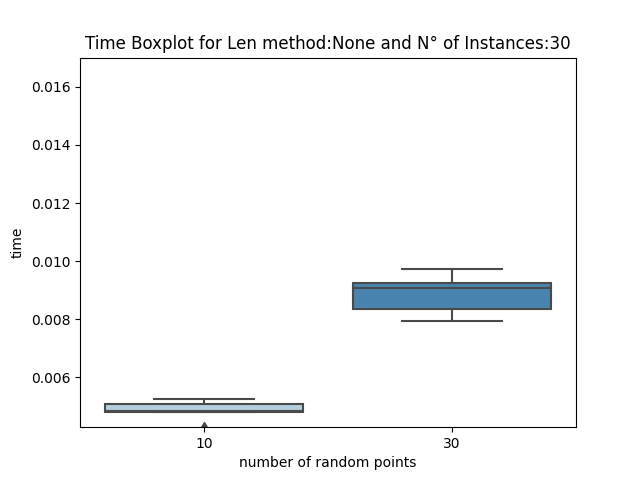 Time Boxplot for Len method:None and N° of Instances:30
0.016
0.014
0.012
0.010
0.008
0.006
time
10
30
number of random points